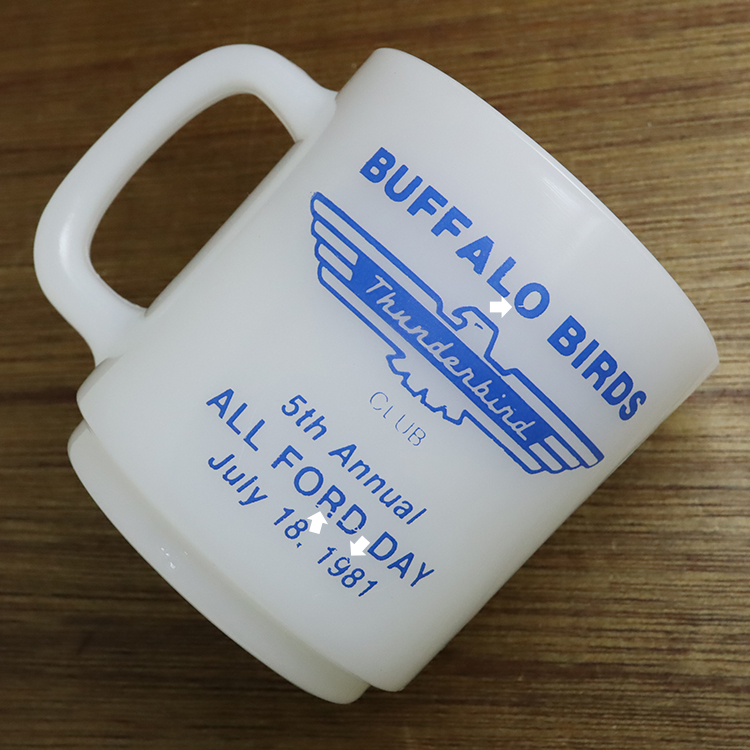 BUFFALO BIRDS
Thunderbird
CLUB
5th Annual
ALL FORD DAY
July 18, 1981